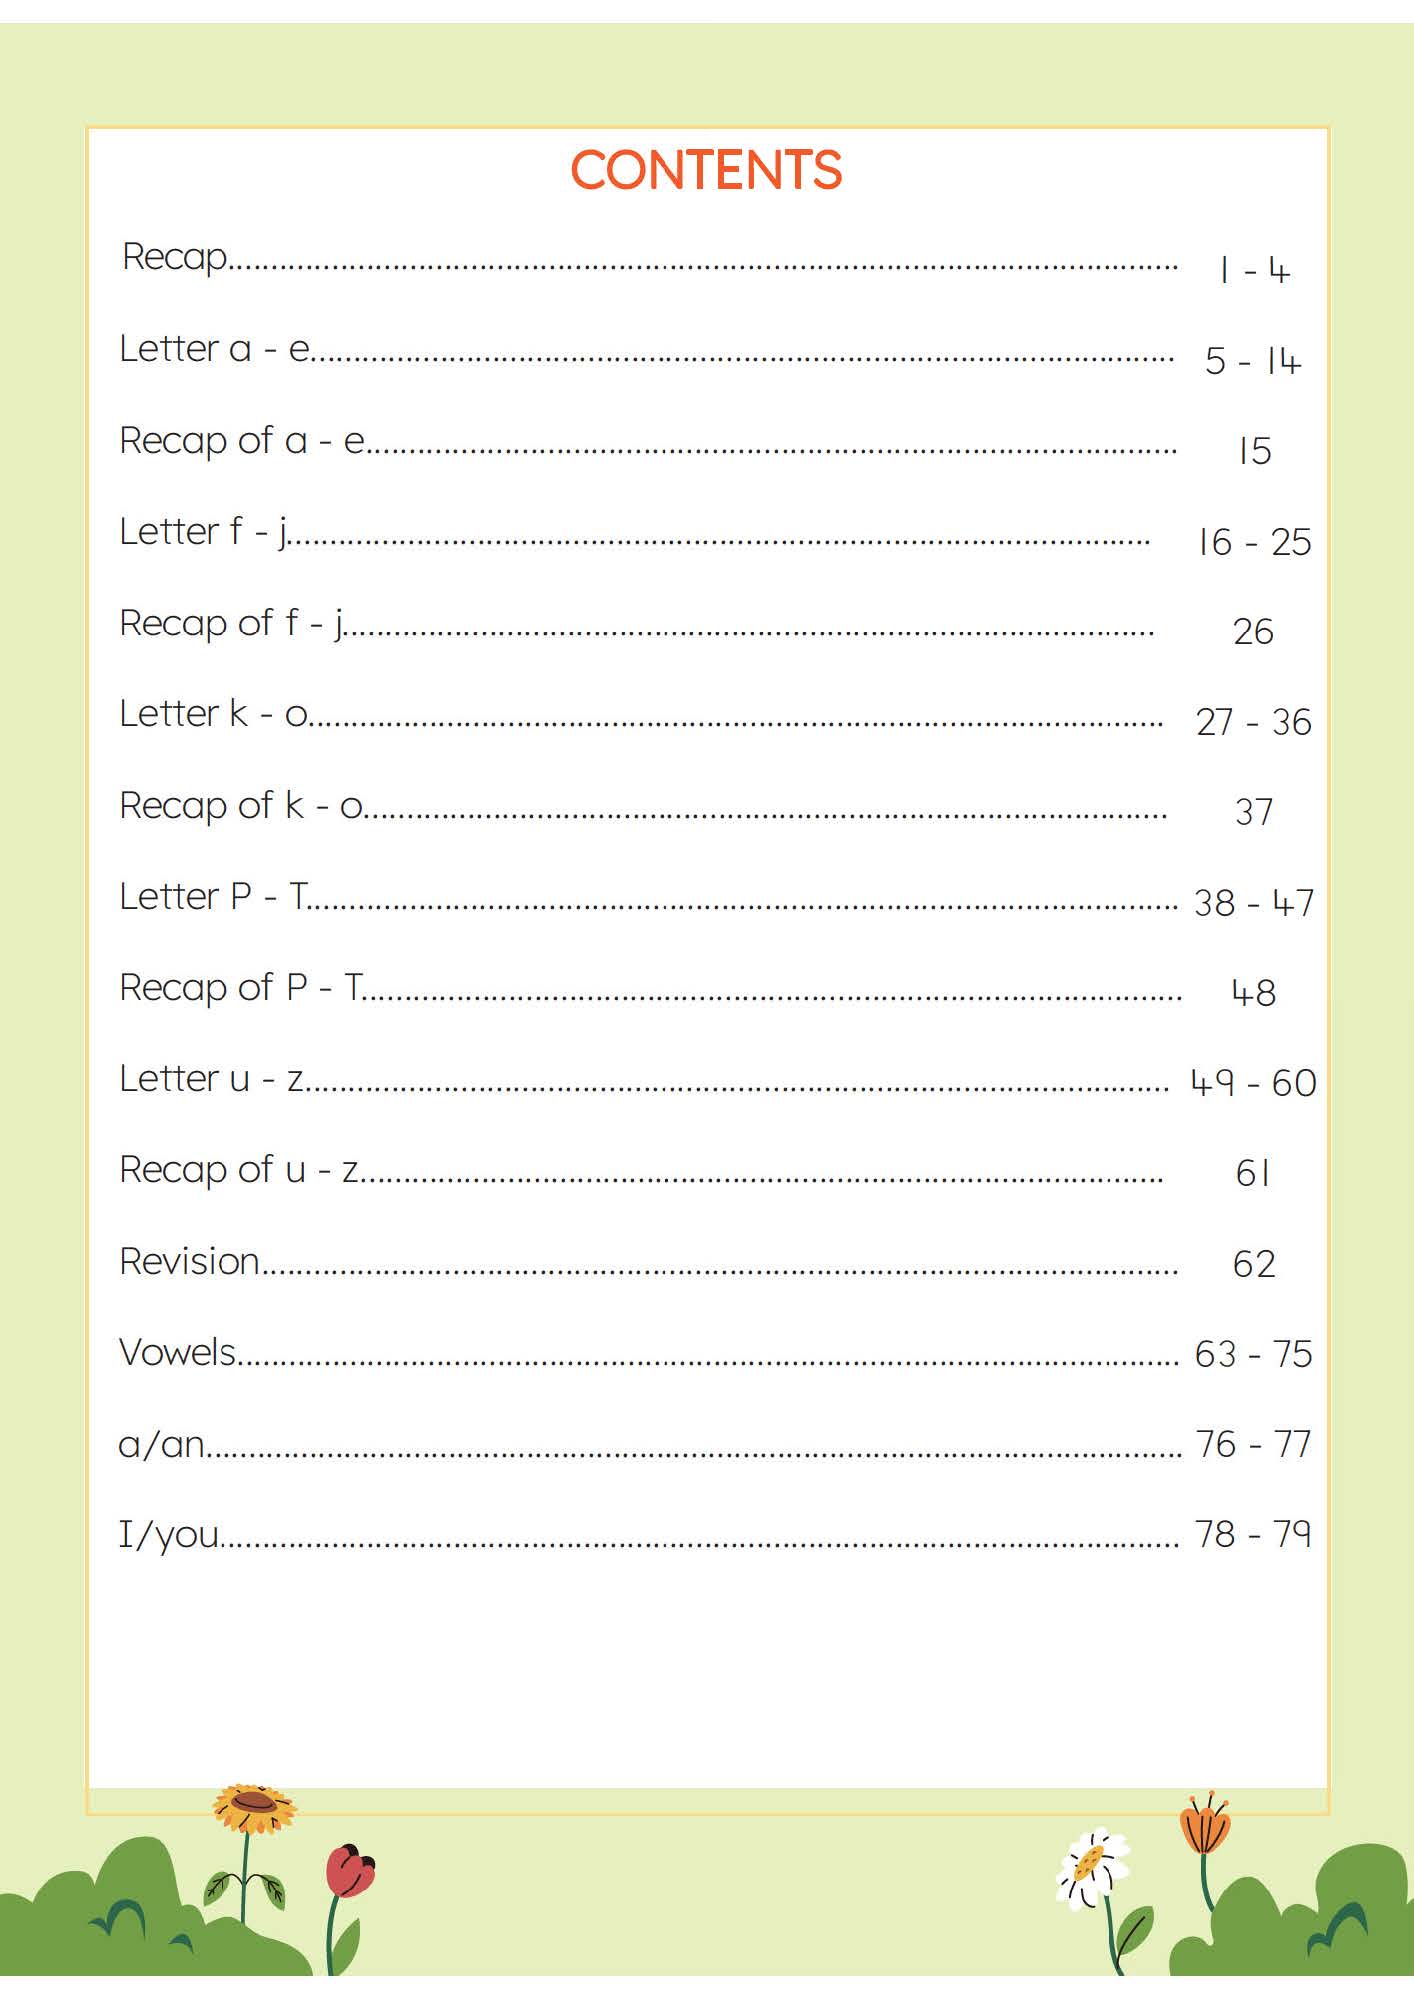 CONTENTS
Recap........................................ 1 - 4
Letter a - e........................................ 5 - 14
Recap of a - e........................................ 15
Letter f - j........................................ 16 - 25
Recap of f - j........................................ 26
Letter k - o........................................ 27 - 36
Recap of k - o........................................ 37
Letter P - T........................................ 38 - 47
Recap of P - T........................................ 48
Letter u - z........................................ 49 - 60
Recap of u - z........................................ 61
Revision........................................ 62
Vowels........................................ 63 - 75
a/an........................................ 76 - 77
I/you........................................ 78 - 79